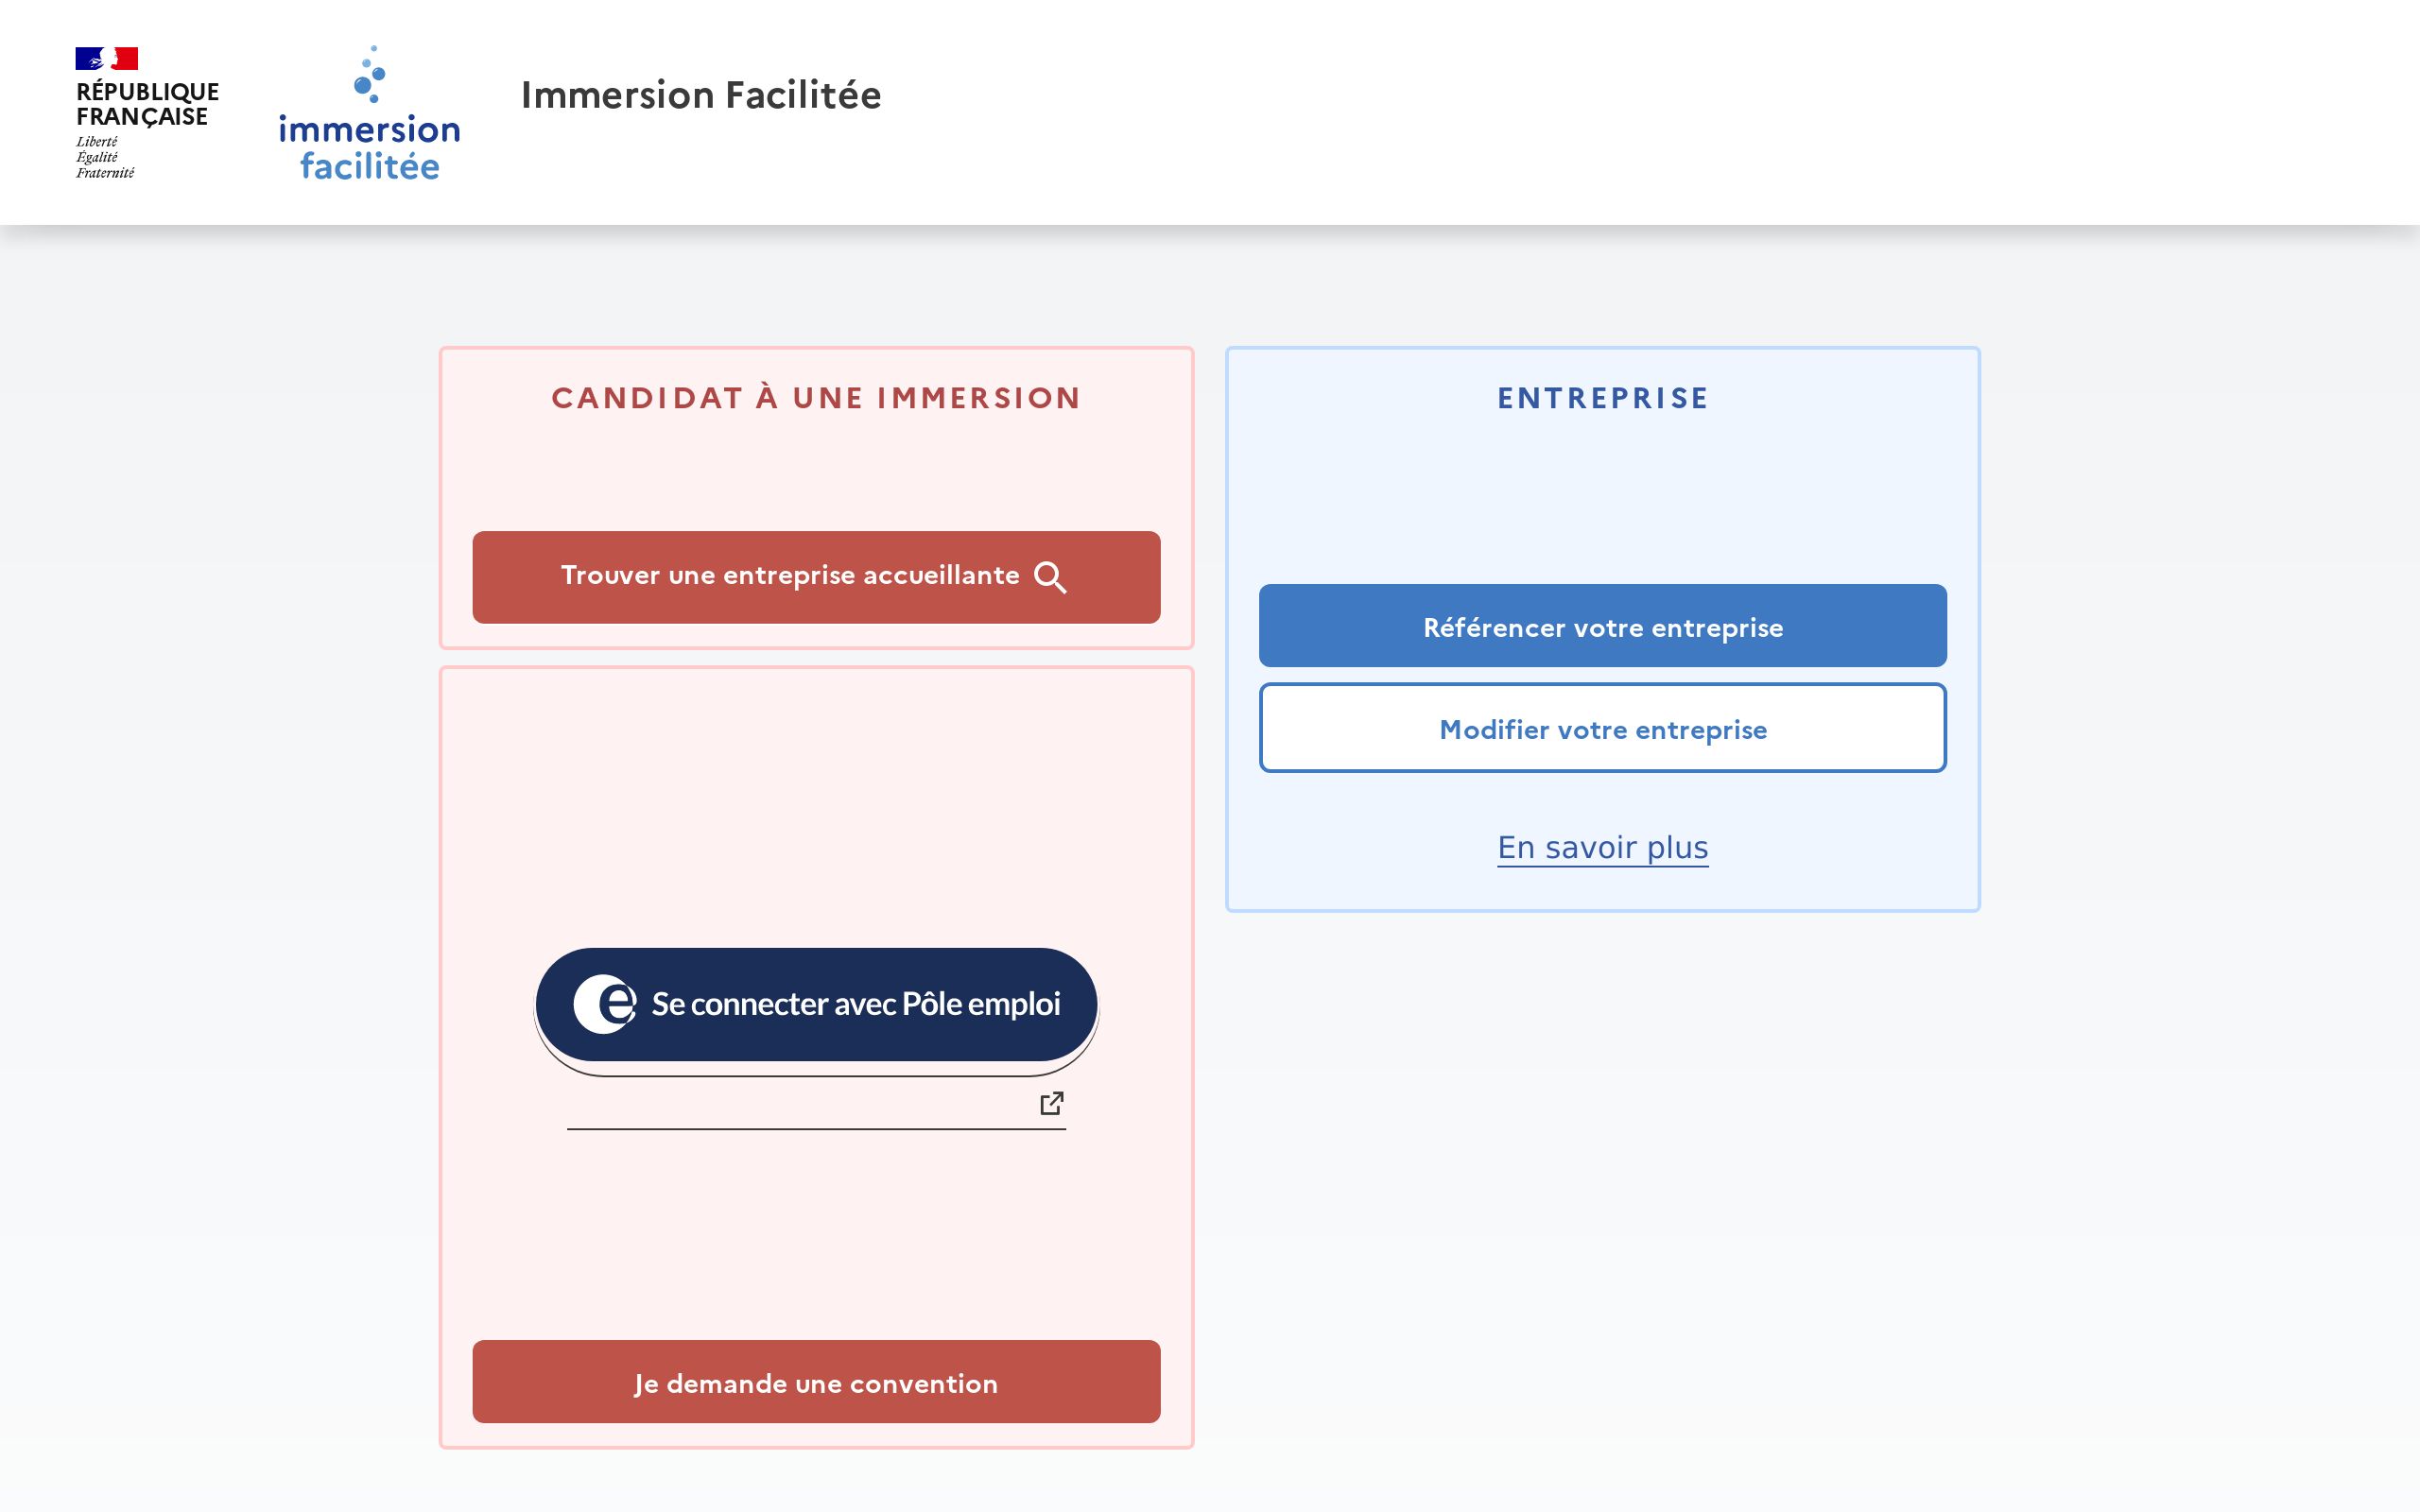 RÉPUBLIQUE
FRANÇAISE
Liberté
Égalité
Fraternité
immersion
facilitée
Immersion Facilitée
CANDIDAT À UNE IMMERSION
Trouver une entreprise accueillante
Se connecter avec Pôle emploi
Je demande une convention
ENTREPRISE
Référencer votre entreprise
Modifier votre entreprise
En savoir plus